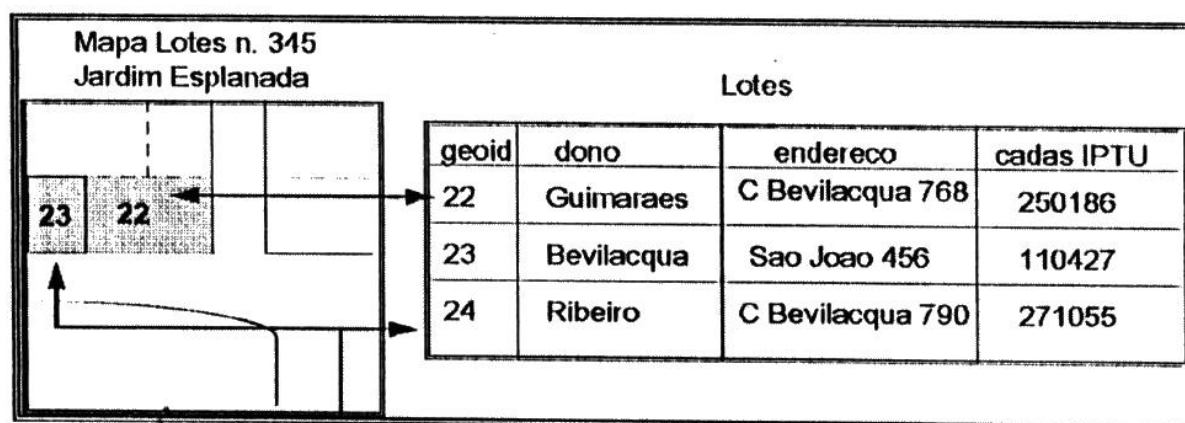 Mapa Lotes n. 345
Jardim Esplanada
23 22
Lotes
geoid dono endereco cadas IPTU
22 Guimaraes C Bevilacqua 768 250186
23 Bevilacqua Sao Joao 456 110427
24 Ribeiro C Bevilacqua 790 271055